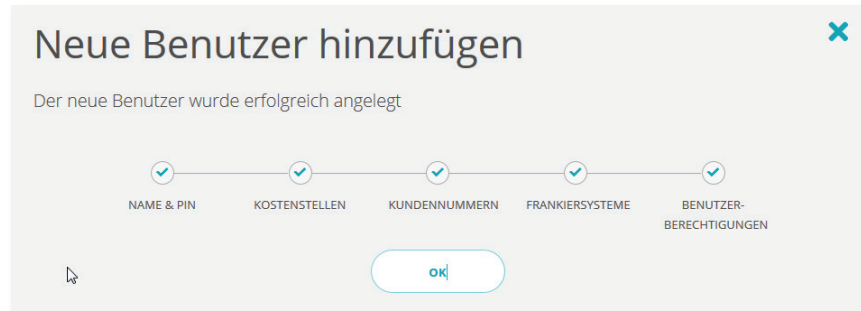 Neue Benutzer hinzufügen
Der neue Benutzer wurde erfolgreich angelegt
NAME & PIN KOSTENSTELLEN KUNDENNUMMERN FRANKIERSYSTEME BENUTZER-
BERECHTIGUNGEN
OK